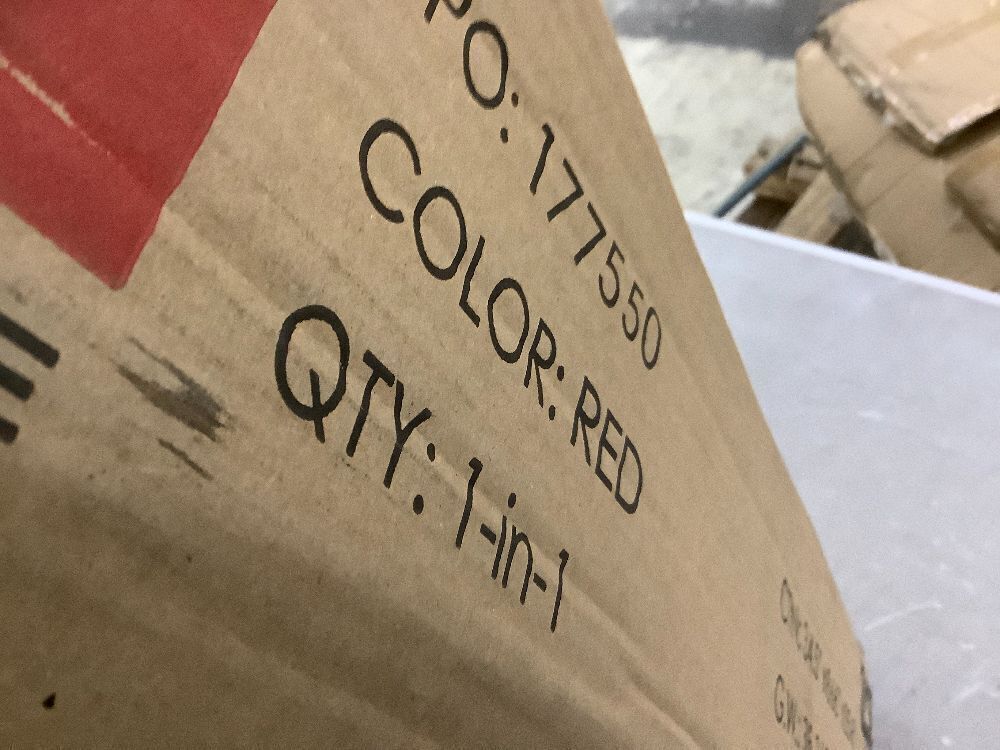 PO: 177550
COLOR: RED
QTY: 1-in-1
G.W.: